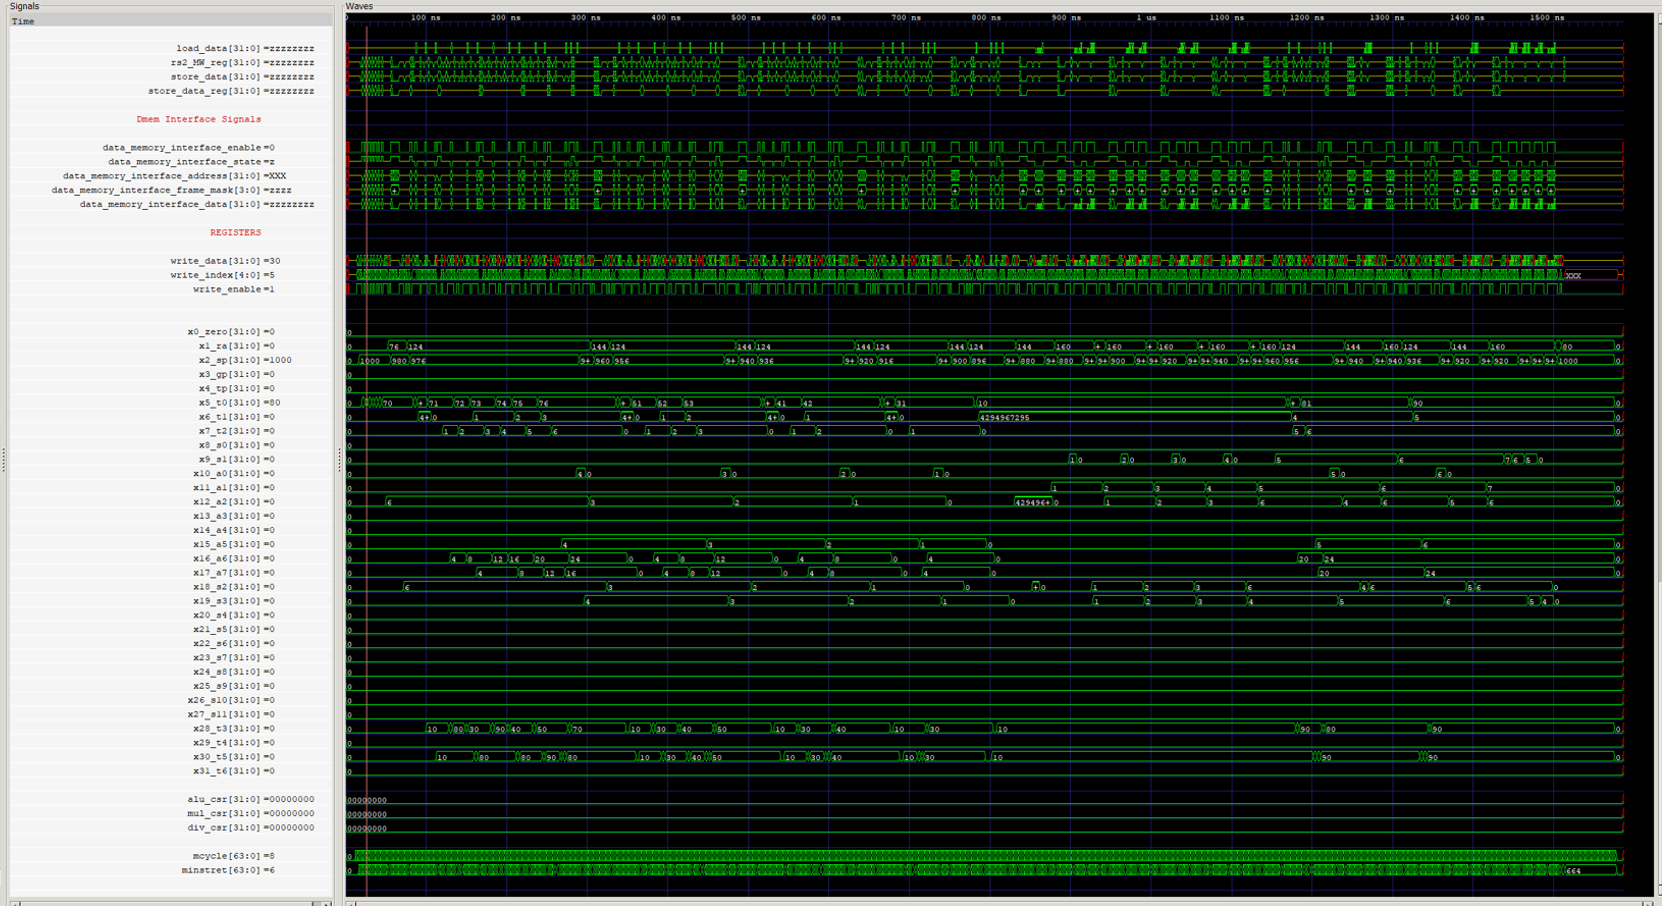 Signals
Waves
Time
0 100 ns 200 ns 300 ns 400 ns 500 ns 600 ns 700 ns 800 ns 900 ns 1 us 1100 ns 1200 ns 1300 ns 1400 ns 1500 ns
load_data[31:0] =zzzzzzzz
rs2_MW_reg[31:0] =zzzzzzzz
store_data[31:0] =zzzzzzzz
store_data_reg[31:0] =zzzzzzzz
Dmem Interface Signals
data_memory_interface_enable =0
data_memory_interface_state =z
data_memory_interface_address[31:0] =XXX
data_memory_interface_frame_mask[3:0] =zzzz
data_memory_interface_data[31:0] =zzzzzzzz
REGISTERS
write_data[31:0] =30
write_index[4:0] =5 XXX
write_enable =1
x0_zero[31:0] =0 0
x1_ra[31:0] =0 0 76 124 144 124 144 124 144 124 144 124 144 160 + 160 + 160 + 160 + 160 124 144 160 124 144 160 80 0
x2_sp[31:0] =1000 1000 980 976 9+ 960 956 9+ 940 936 9+ 920 916 9+ 900 896 9+ 880 9+ 880 9+ 9+ 900 9+ 9+ 920 9+ 9+ 940 9+ 9+ 960 956 9+ 940 9+ 940 936 9+ 920 9+ 920 9+ 9+ 9+ 1000 0
x3_gp[31:0] =0 0
x4_tp[31:0] =0 0
x5_t0[31:0] =80 0 70 + 71 72 73 74 75 76 + 51 52 53 + 41 42 + 31 10 + 81 90 0
x6_t1[31:0] =0 0 4+ 0 1 2 3 4+ 0 1 2 4+ 0 1 4+ 0 4294967295 4 5 0
x7_t2[31:0] =0 0 1 2 3 4 5 6 0 1 2 3 0 1 2 0 1 0 5 6 0
x8_s0[31:0] =0 0
x9_s1[31:0] =0 0 1 0 2 0 3 0 4 0 5 6 7 6 5 0
x10_a0[31:0] =0 0 4 0 3 0 2 0 1 0 5 0 6 0
x11_a1[31:0] =0 0 1 2 3 4 5 6 7 0
x12_a2[31:0] =0 0 6 3 2 1 0 429496+ 0 1 2 3 6 4 6 5 6 0
x13_a3[31:0] =0 0
x14_a4[31:0] =0 0
x15_a5[31:0] =0 0 4 3 2 1 0 5 6 0
x16_a6[31:0] =0 0 4 8 12 16 20 24 0 4 8 12 0 4 8 0 4 0 20 24 0
x17_a7[31:0] =0 0 4 8 12 16 0 4 8 12 0 4 8 0 4 0 20 24 0
x18_s2[31:0] =0 0 6 3 2 1 0 + 0 1 2 3 6 4 6 5 6 0
x19_s3[31:0] =0 0 4 3 2 1 0 1 2 3 4 5 6 5 4 0
x20_s4[31:0] =0 0
x21_s5[31:0] =0 0
x22_s6[31:0] =0 0
x23_s7[31:0] =0 0
x24_s8[31:0] =0 0
x25_s9[31:0] =0 0
x26_s10[31:0] =0 0
x27_s11[31:0] =0 0
x28_t3[31:0] =0 0 10 80 30 90 40 50 70 10 30 40 50 10 30 40 10 30 10 90 80 90 0
x29_t4[31:0] =0 0
x30_t5[31:0] =0 0 10 80 80 90 80 10 30 40 50 10 30 40 10 30 10 90 90 0
x31_t6[31:0] =0 0
alu_csr[31:0] =00000000 00000000
mul_csr[31:0] =00000000 00000000
div_csr[31:0] =00000000 00000000
mcycle[63:0] =8 0
minstret[63:0] =6 0 664